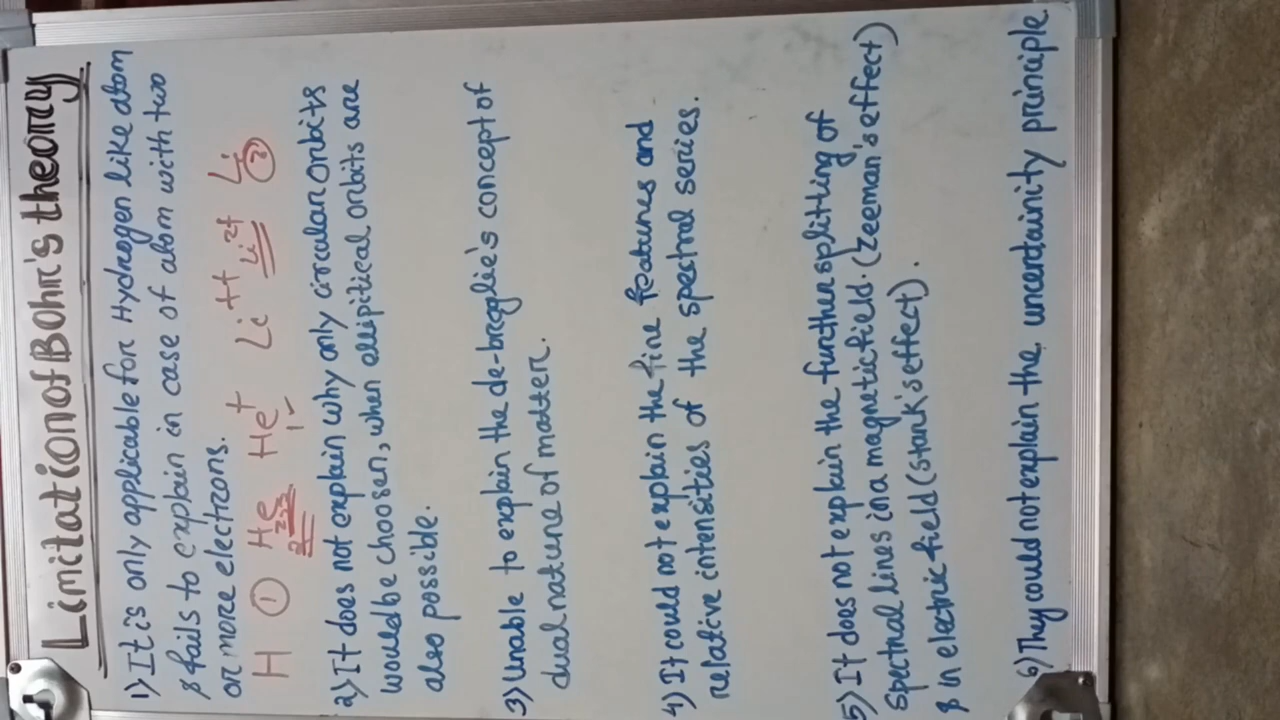 Limitation of Bohr's theory
1) It is only applicable for Hydrogen like atom
& fails to explain in case of atom with two
or more electrons.
H ① He He⁺ Li⁺⁺ Li²⁺ Li
2) It does not explain why only circular orbits
would be choosen, when ellipitical orbits are
also possible.
3) Unable to explain the de-broglie's concept of
dual nature of matter.
4) It could not explain the fine features and
relative intensities of the spectral series.
5) It does not explain the further splitting of
spectral lines in a magnetic field. (Zeeman's effect)
& in electric field (stark's effect).
6) They could not explain the uncertainity principle